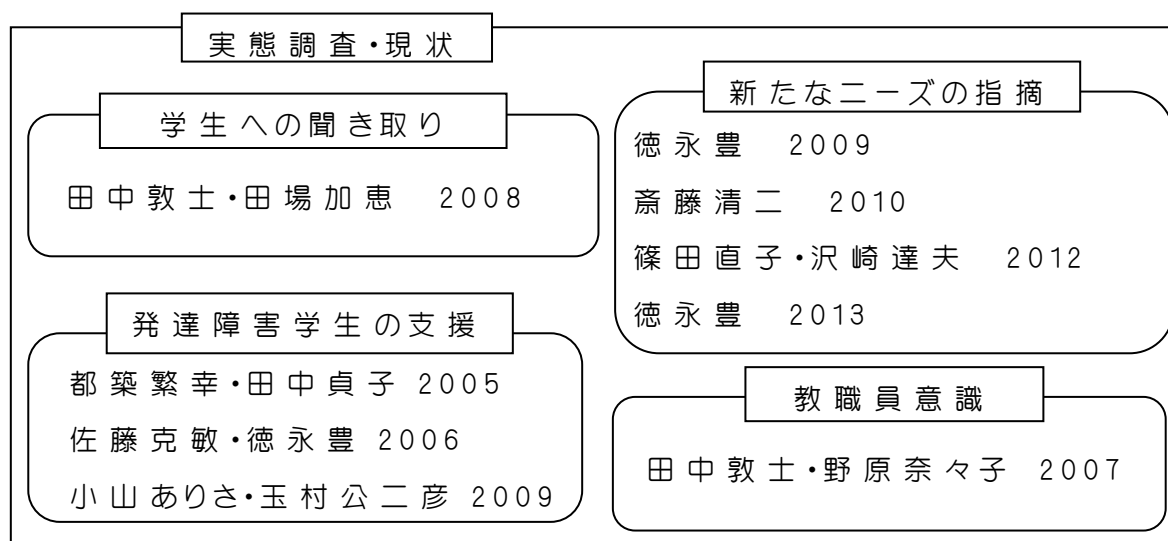 実態調査・現状
学生への聞き取り
田中敦士・田場加恵 2008
発達障害学生の支援
都築繁幸・田中貞子 2005
佐藤克敏・徳永豊 2006
小山ありさ・玉村公二彦 2009
新たなニーズの指摘
徳永豊 2009
斎藤清二 2010
篠田直子・沢崎達夫 2012
徳永豊 2013
教職員意識
田中敦士・野原奈々子 2007